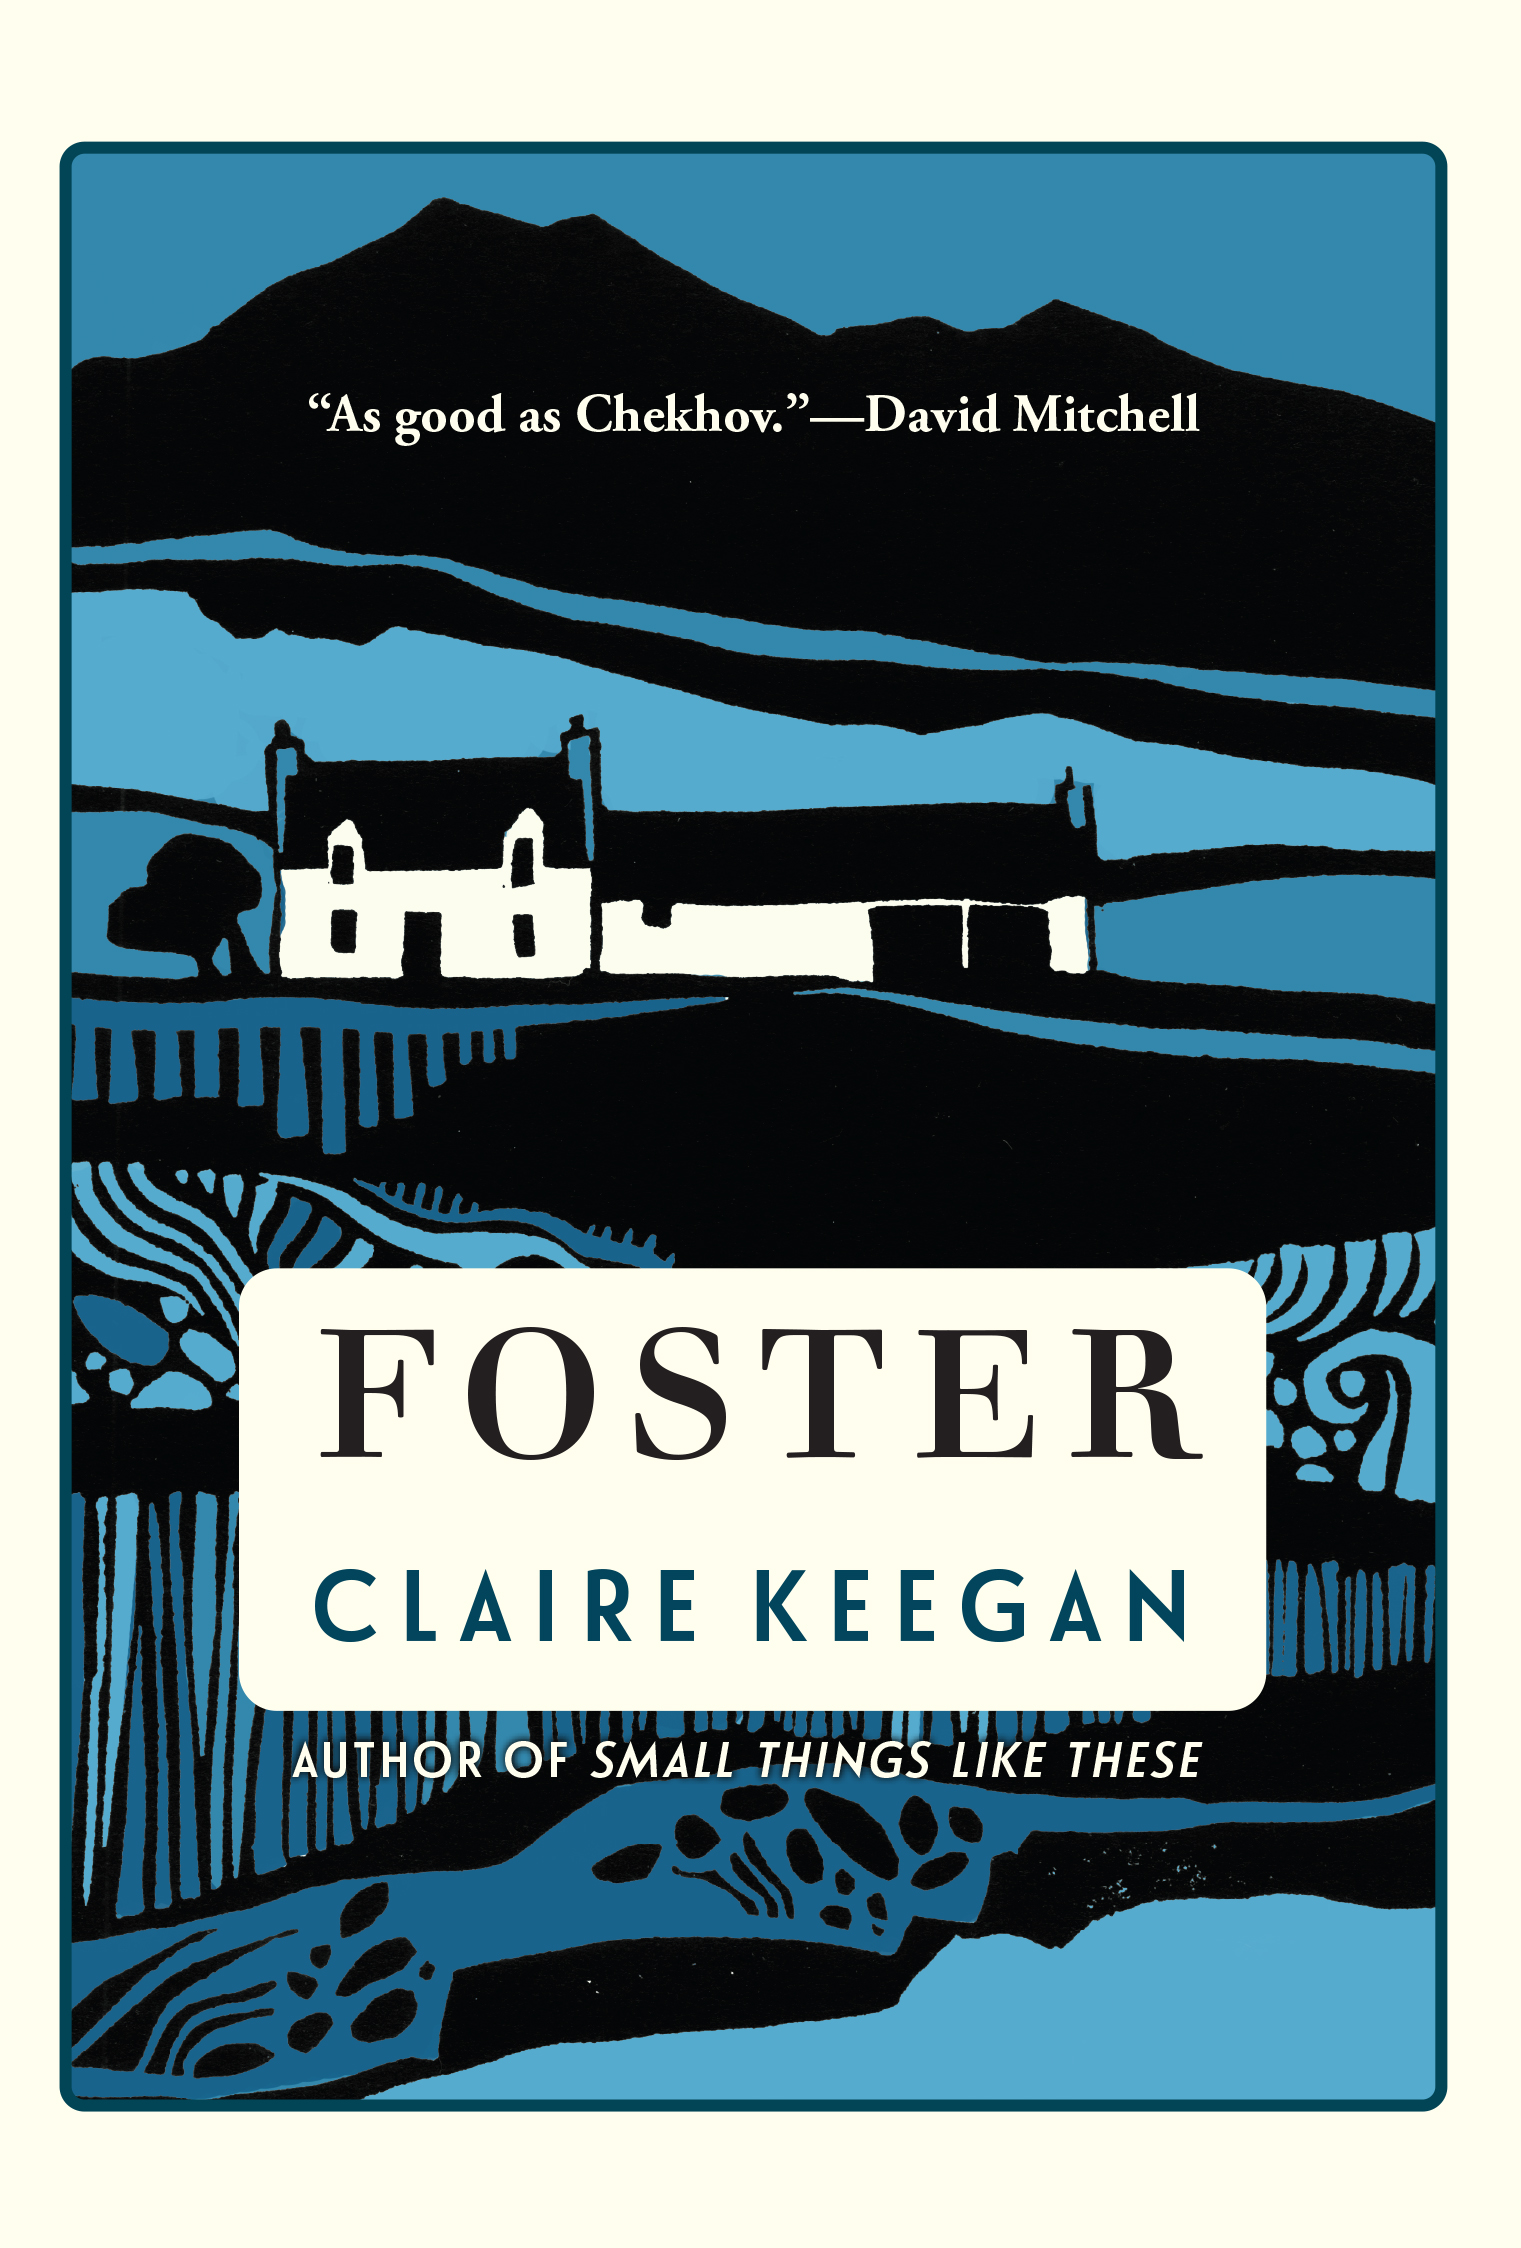 “As good as Chekhov.”—David Mitchell
FOSTER
CLAIRE KEEGAN
AUTHOR OF SMALL THINGS LIKE THESE